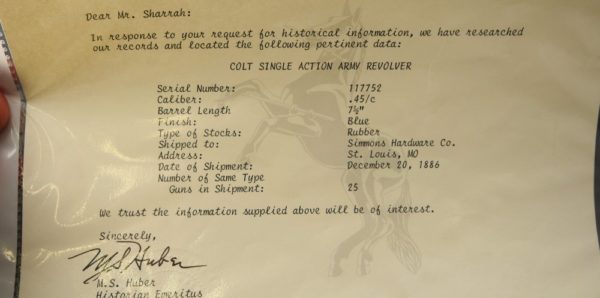 Dear Mr. Sharrah:
In response to your request for historical information, we have researched
our records and located the following pertinent data:
COLT SINGLE ACTION ARMY REVOLVER
Serial Number: 117752
Caliber: .45/c
Barrel Length 7½"
Finish: Blue
Type of Stocks: Rubber
Shipped to: Simmons Hardware Co.
Address: St. Louis, MO
Date of Shipment: December 20, 1886
Number of Same Type
Guns in Shipment: 25
We trust the information supplied above will be of interest.
Sincerely,
M.S. Huber
M.S. Huber
Historian Emeritus